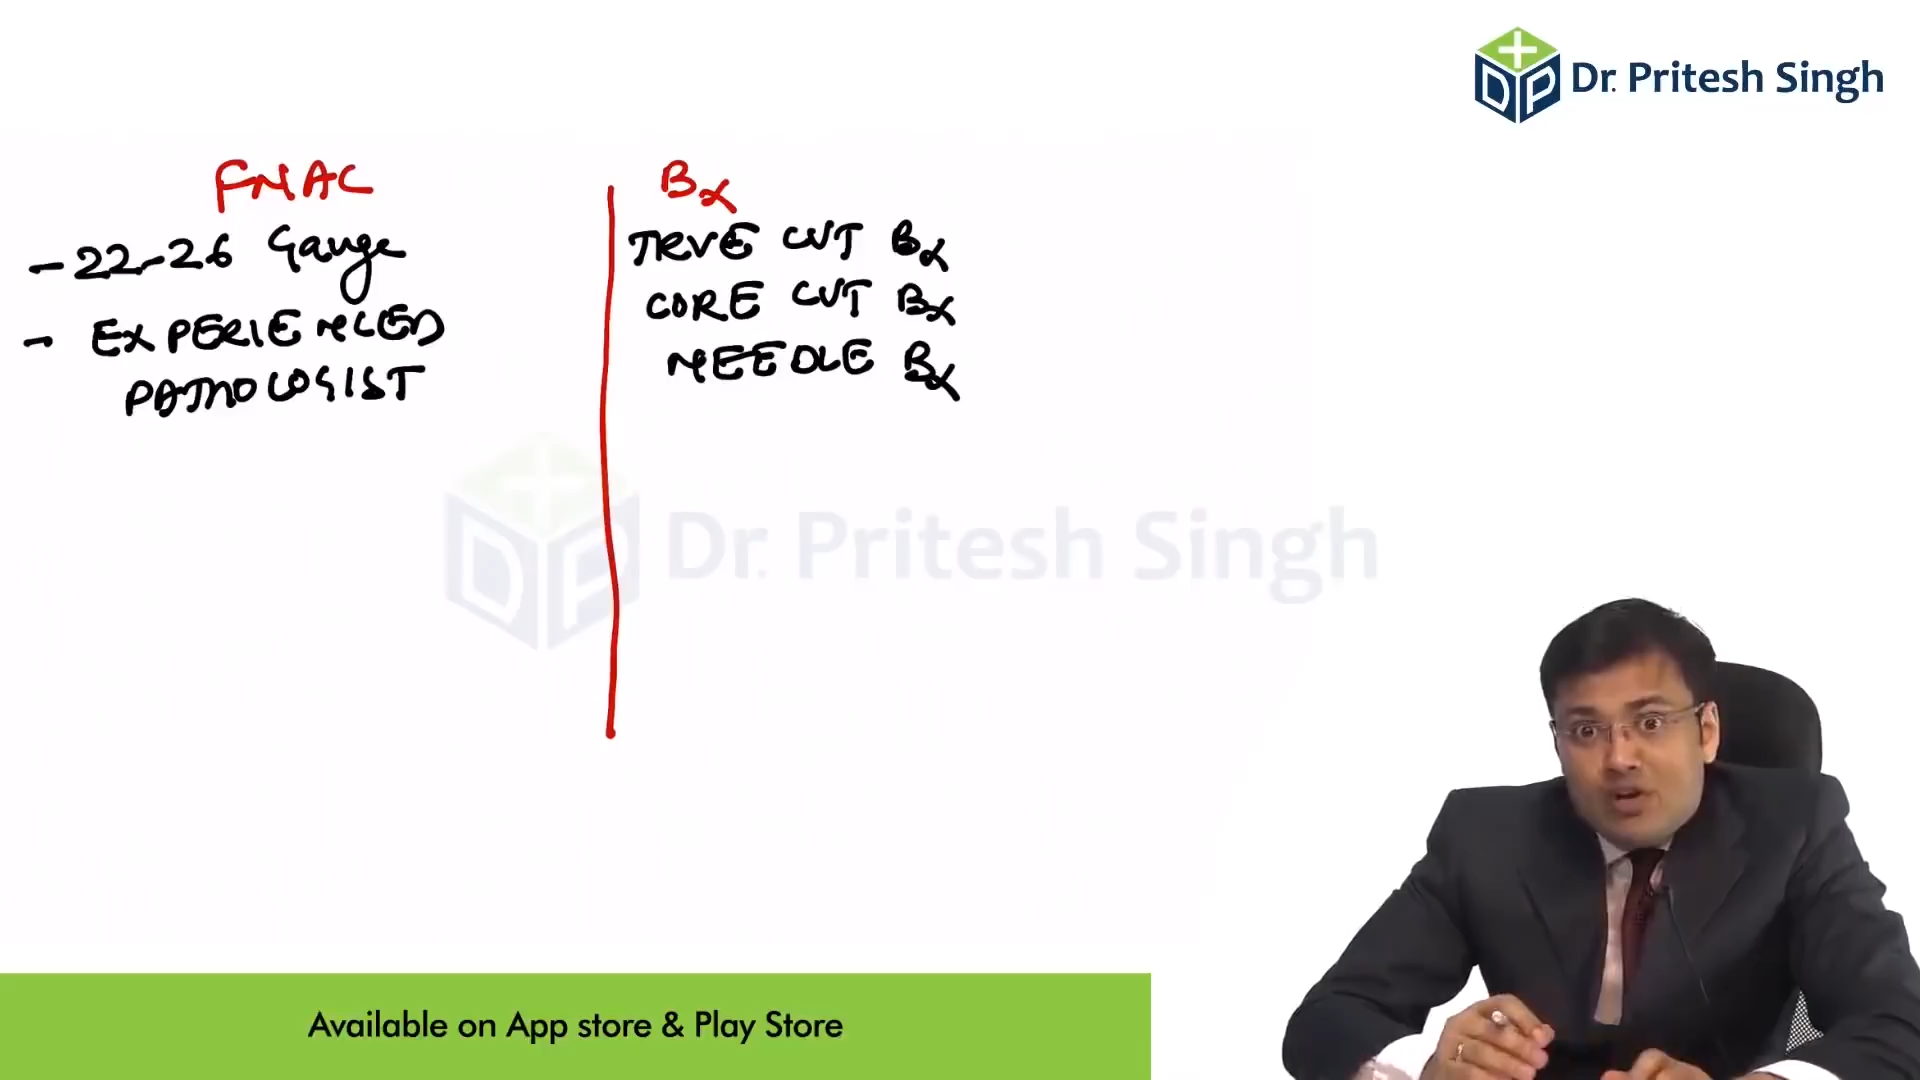 Dr. Pritesh Singh
FNAC
- 22-26 Gauge
- EXPERIENCED
PATHOLOGIST
Bx
TRUE CUT Bx
CORE CUT Bx
NEEDLE Bx
Dr. Pritesh Singh
Available on App store & Play Store